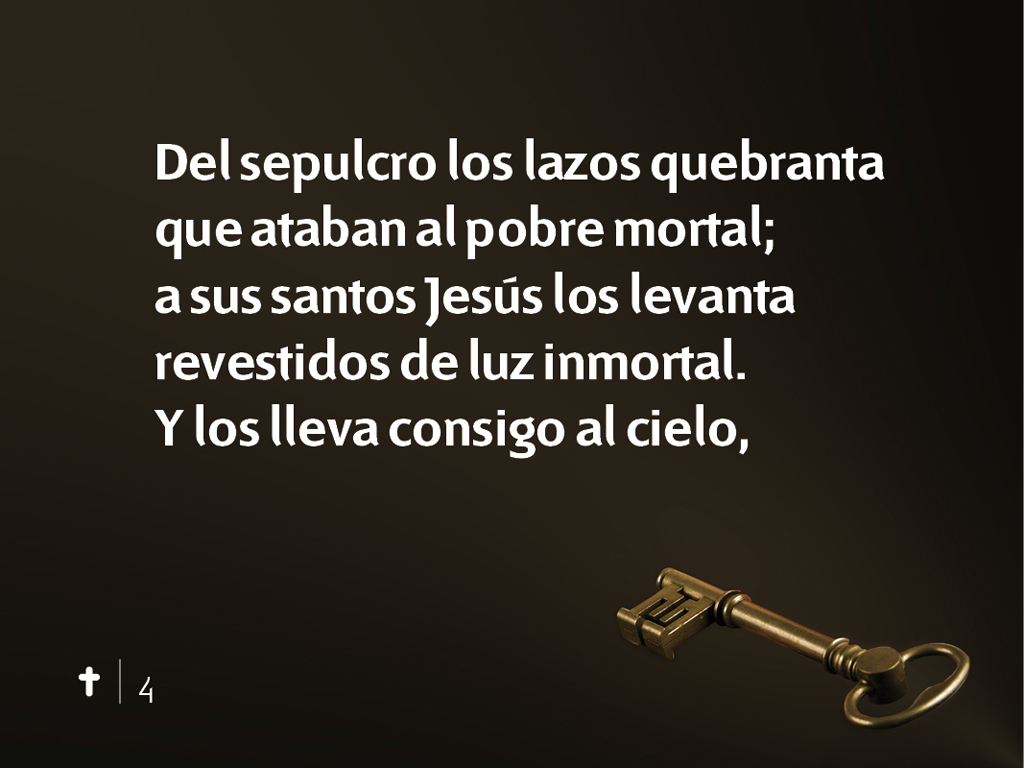 Del sepulcro los lazos quebranta
que ataban al pobre mortal;
a sus santos Jesús los levanta
revestidos de luz inmortal.
Y los lleva consigo al cielo,
4